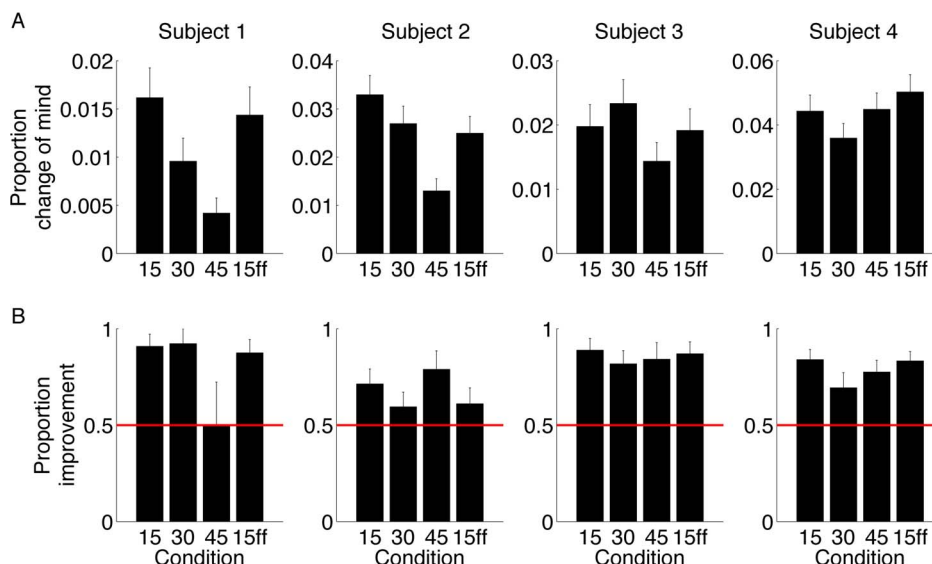 A
Subject 1 Subject 2 Subject 3 Subject 4
Proportion
change of mind
0.02 0.04 0.03 0.06
0.015 0.03 0.02 0.04
0.01 0.02 0.01 0.02
0.005 0.01
0 0 0 0
15 30 45 15ff 15 30 45 15ff 15 30 45 15ff 15 30 45 15ff
B
Proportion
improvement
1 1 1 1
0.5 0.5 0.5 0.5
0 0 0 0
15 30 45 15ff 15 30 45 15ff 15 30 45 15ff 15 30 45 15ff
Condition Condition Condition Condition